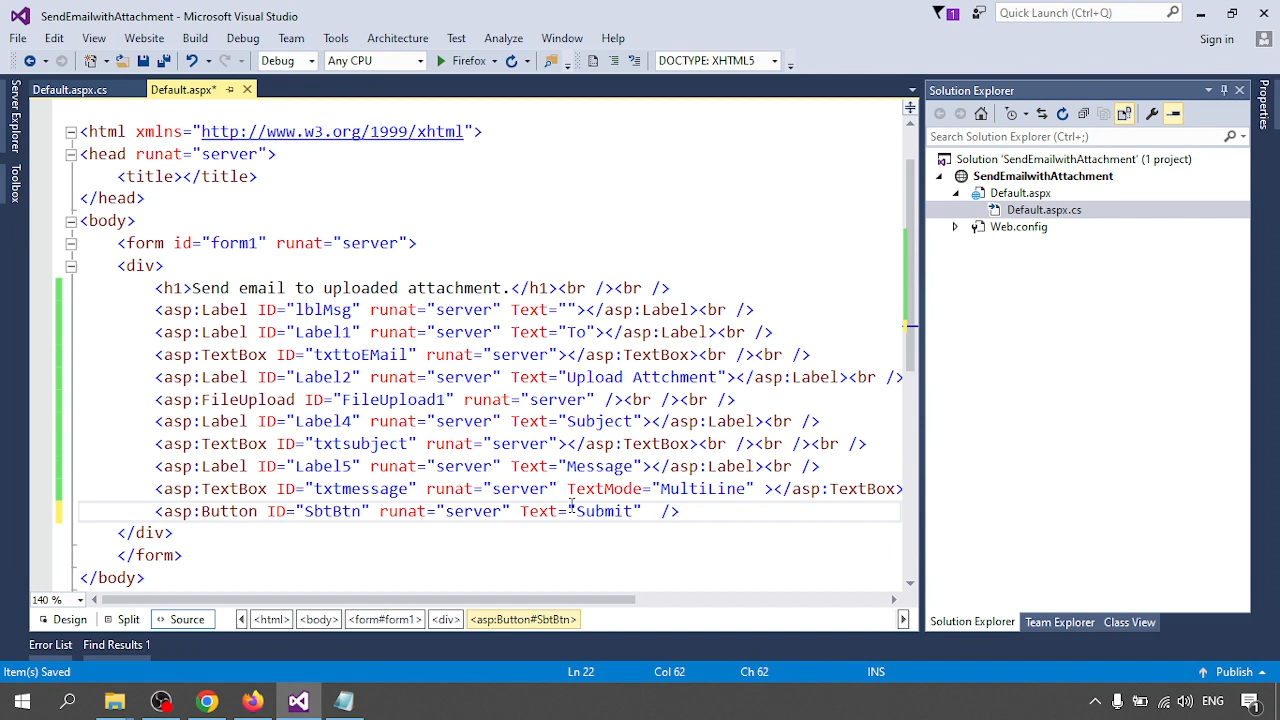 SendEmailwithAttachment - Microsoft Visual Studio
1
Quick Launch (Ctrl+Q)
File Edit View Website Build Debug Team Tools Architecture Test Analyze Window Help
Sign in
Debug Any CPU Firefox DOCTYPE: XHTML5
Server Explorer
Toolbox
Default.aspx.cs Default.aspx*
<html xmlns="http://www.w3.org/1999/xhtml">
<head runat="server">
<title></title>
</head>
<body>
<form id="form1" runat="server">
<div>
<h1>Send email to uploaded attachment.</h1><br /><br />
<asp:Label ID="lblMsg" runat="server" Text=""></asp:Label><br />
<asp:Label ID="Label1" runat="server" Text="To"></asp:Label><br />
<asp:TextBox ID="txttoEMail" runat="server"></asp:TextBox><br /><br />
<asp:Label ID="Label2" runat="server" Text="Upload Attchment"></asp:Label><br />
<asp:FileUpload ID="FileUpload1" runat="server" /><br /><br />
<asp:Label ID="Label4" runat="server" Text="Subject"></asp:Label><br />
<asp:TextBox ID="txtsubject" runat="server"></asp:TextBox><br /><br /><br />
<asp:Label ID="Label5" runat="server" Text="Message"></asp:Label><br />
<asp:TextBox ID="txtmessage" runat="server" TextMode="MultiLine" ></asp:TextBox>
<asp:Button ID="SbtBtn" runat="server" Text="Submit" />
</div>
</form>
</body>
140 %
Design Split Source <html> <body> <form#form1> <div> <asp:Button#SbtBtn>
Solution Explorer
Search Solution Explorer (Ctrl+;)
Solution 'SendEmailwithAttachment' (1 project)
SendEmailwithAttachment
Default.aspx
Default.aspx.cs
Web.config
Solution Explorer Team Explorer Class View
Properties
Error List Find Results 1
Item(s) Saved Ln 22 Col 62 Ch 62 INS Publish
ENG 1